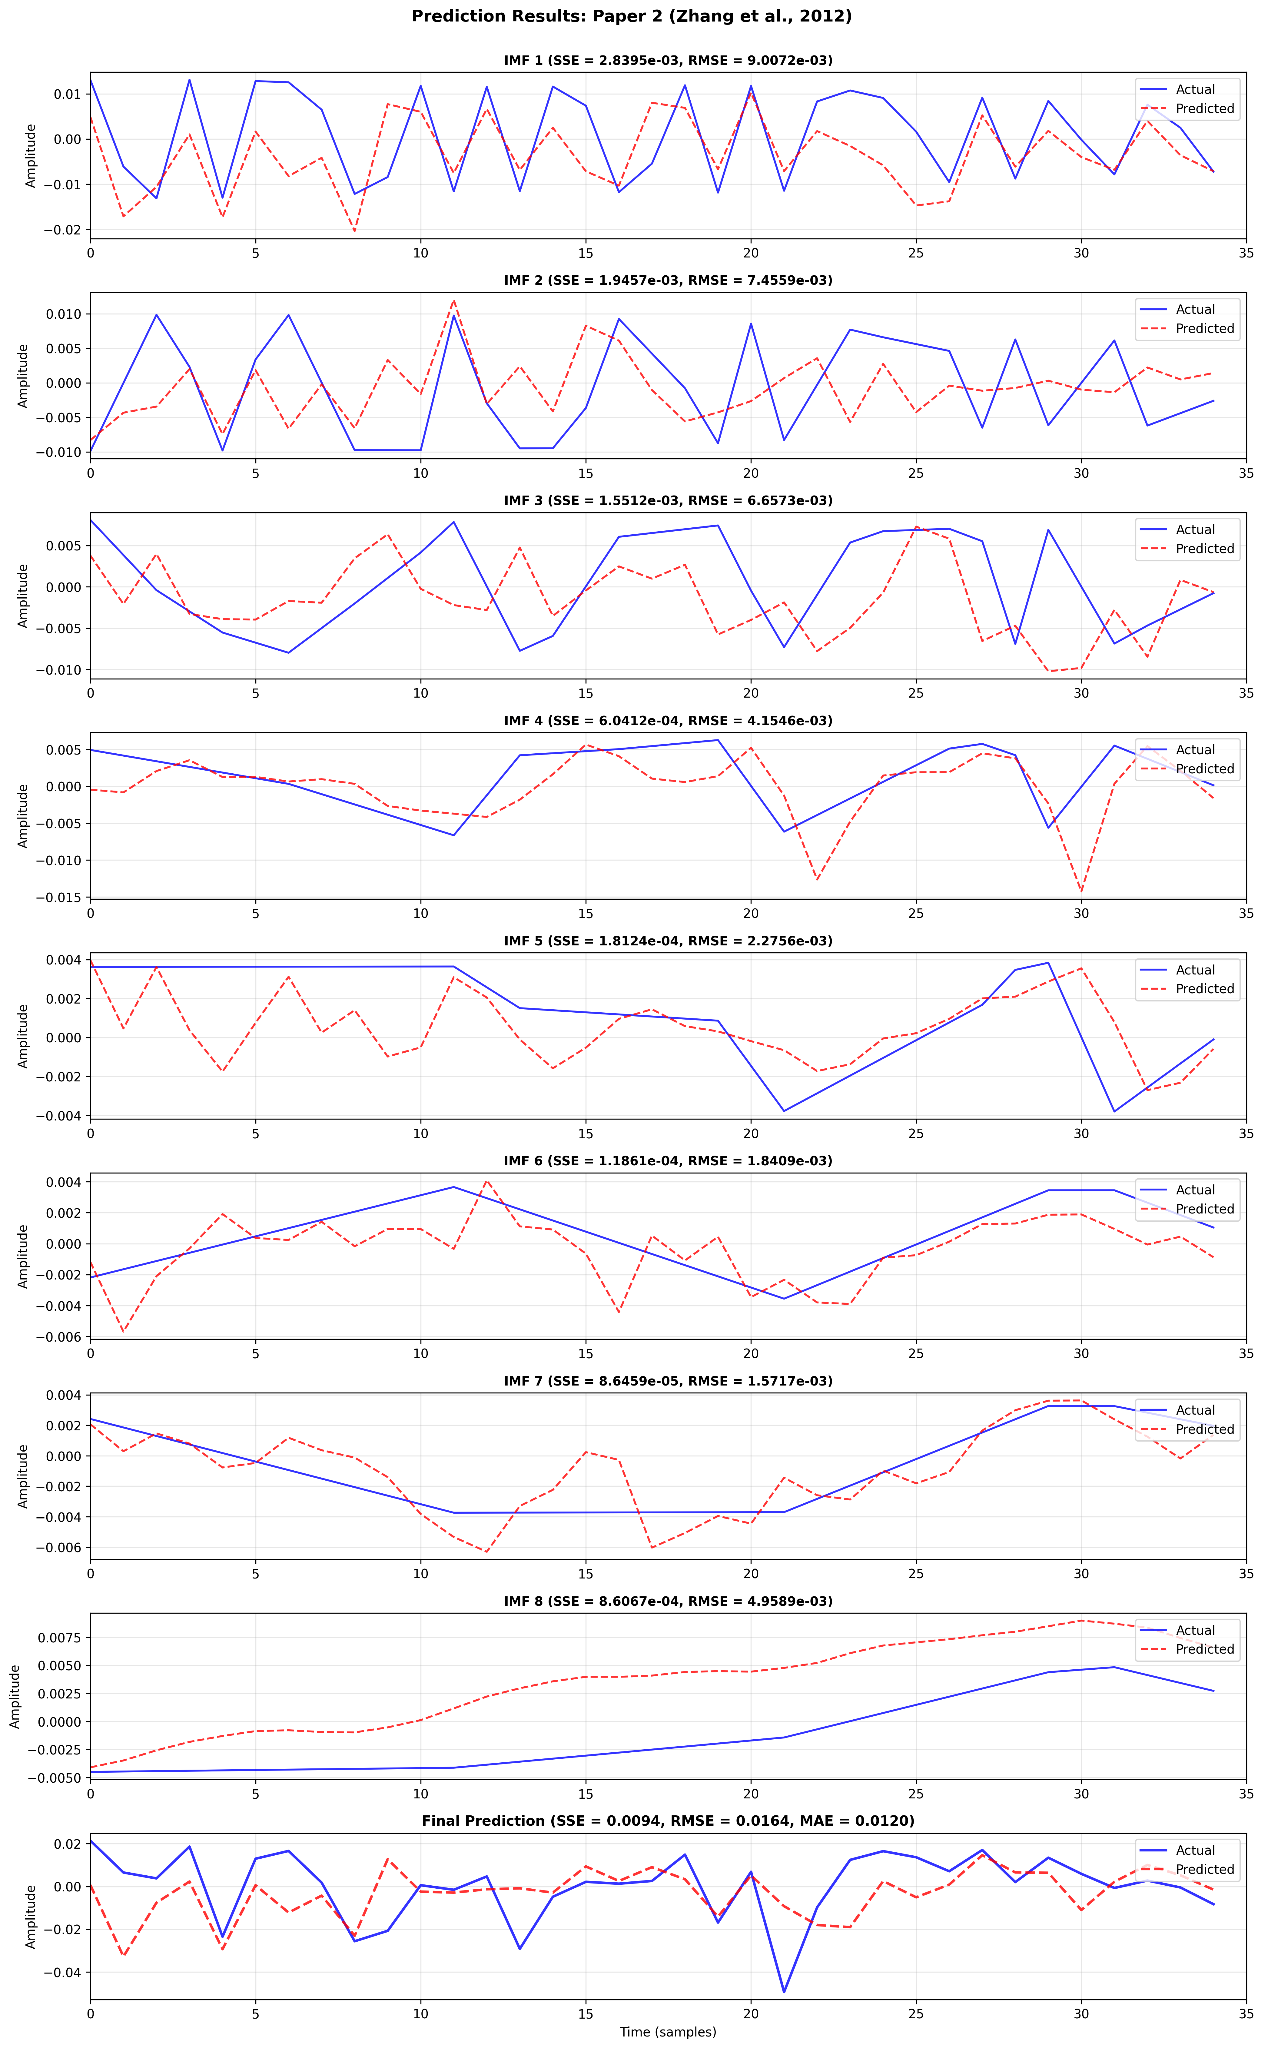 Prediction Results: Paper 2 (Zhang et al., 2012)
IMF 1 (SSE = 2.8395e-03, RMSE = 9.0072e-03)
Amplitude
0.01
0.00
−0.01
−0.02
Actual
Predicted
0 5 10 15 20 25 30 35
IMF 2 (SSE = 1.9457e-03, RMSE = 7.4559e-03)
Amplitude
0.010
0.005
0.000
−0.005
−0.010
Actual
Predicted
0 5 10 15 20 25 30 35
IMF 3 (SSE = 1.5512e-03, RMSE = 6.6573e-03)
Amplitude
0.005
0.000
−0.005
−0.010
Actual
Predicted
0 5 10 15 20 25 30 35
IMF 4 (SSE = 6.0412e-04, RMSE = 4.1546e-03)
Amplitude
0.005
0.000
−0.005
−0.010
−0.015
Actual
Predicted
0 5 10 15 20 25 30 35
IMF 5 (SSE = 1.8124e-04, RMSE = 2.2756e-03)
Amplitude
0.004
0.002
0.000
−0.002
−0.004
Actual
Predicted
0 5 10 15 20 25 30 35
IMF 6 (SSE = 1.1861e-04, RMSE = 1.8409e-03)
Amplitude
0.004
0.002
0.000
−0.002
−0.004
−0.006
Actual
Predicted
0 5 10 15 20 25 30 35
IMF 7 (SSE = 8.6459e-05, RMSE = 1.5717e-03)
Amplitude
0.004
0.002
0.000
−0.002
−0.004
−0.006
Actual
Predicted
0 5 10 15 20 25 30 35
IMF 8 (SSE = 8.6067e-04, RMSE = 4.9589e-03)
Amplitude
0.0075
0.0050
0.0025
0.0000
−0.0025
−0.0050
Actual
Predicted
0 5 10 15 20 25 30 35
Final Prediction (SSE = 0.0094, RMSE = 0.0164, MAE = 0.0120)
Amplitude
0.02
0.00
−0.02
−0.04
Actual
Predicted
0 5 10 15 20 25 30 35
Time (samples)